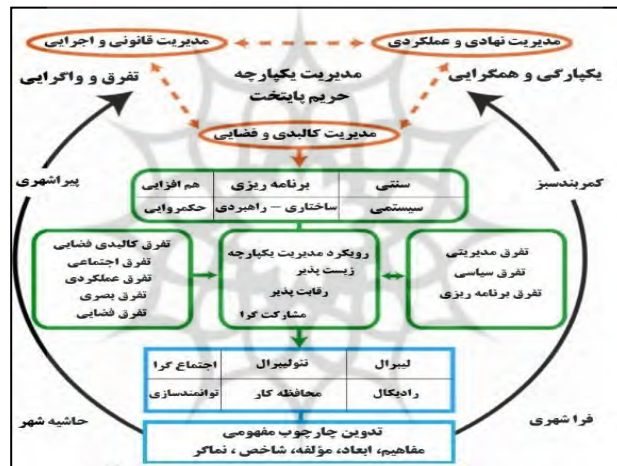 مدیریت نهادی و عملکردی
مدیریت قانونی و اجرایی
یکپارگی و همگرایی
مدیریت یکپارچه
حریم پایتخت
تفرق و واگرایی
مدیریت کالبدی و فضایی
کمربندسبز
پیراشهری
سنتی
برنامه ریزی
هم افزایی
سیستمی
ساختاری – راهبردی
حکمروایی
تفرق مدیریتی
تفرق سیاسی
تفرق برنامه ریزی
رویکرد مدیریت یکپارچه
زیست پذیر
رقابت پذیر
مشارکت گرا
تفرق کالبدی فضایی
تفرق اجتماعی
تفرق عملکردی
تفرق بصری
تفرق فضایی
لیبرال
نئولیبرال
اجتماع گرا
رادیکال
محافظه کار
توانمندسازی
فرا شهری
حاشیه شهر
تدوین چارچوب مفهومی
مفاهیم، ابعاد، مؤلفه، شاخص ، نماگر